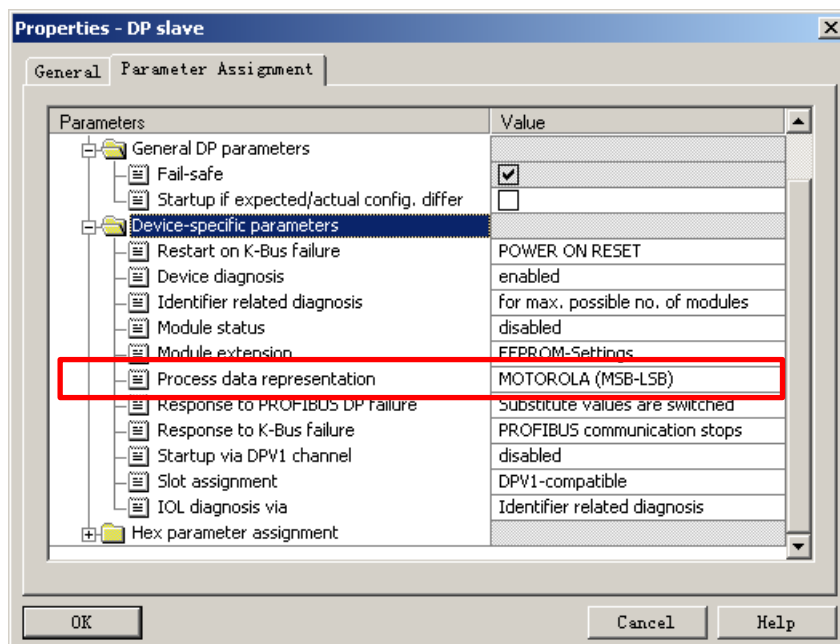 Properties - DP slave
General Parameter Assignment
Parameters Value
General DP parameters
Fail-safe
Startup if expected/actual config. differ
Device-specific parameters
Restart on K-Bus failure POWER ON RESET
Device diagnosis enabled
Identifier related diagnosis for max. possible no. of modules
Module status disabled
Module extension EEPROM-Settings
Process data representation MOTOROLA (MSB-LSB)
Response to PROFIBUS DP failure Substitute values are switched
Response to K-Bus failure PROFIBUS communication stops
Startup via DPV1 channel disabled
Slot assignment DPV1-compatible
IOL diagnosis via Identifier related diagnosis
Hex parameter assignment
OK Cancel Help